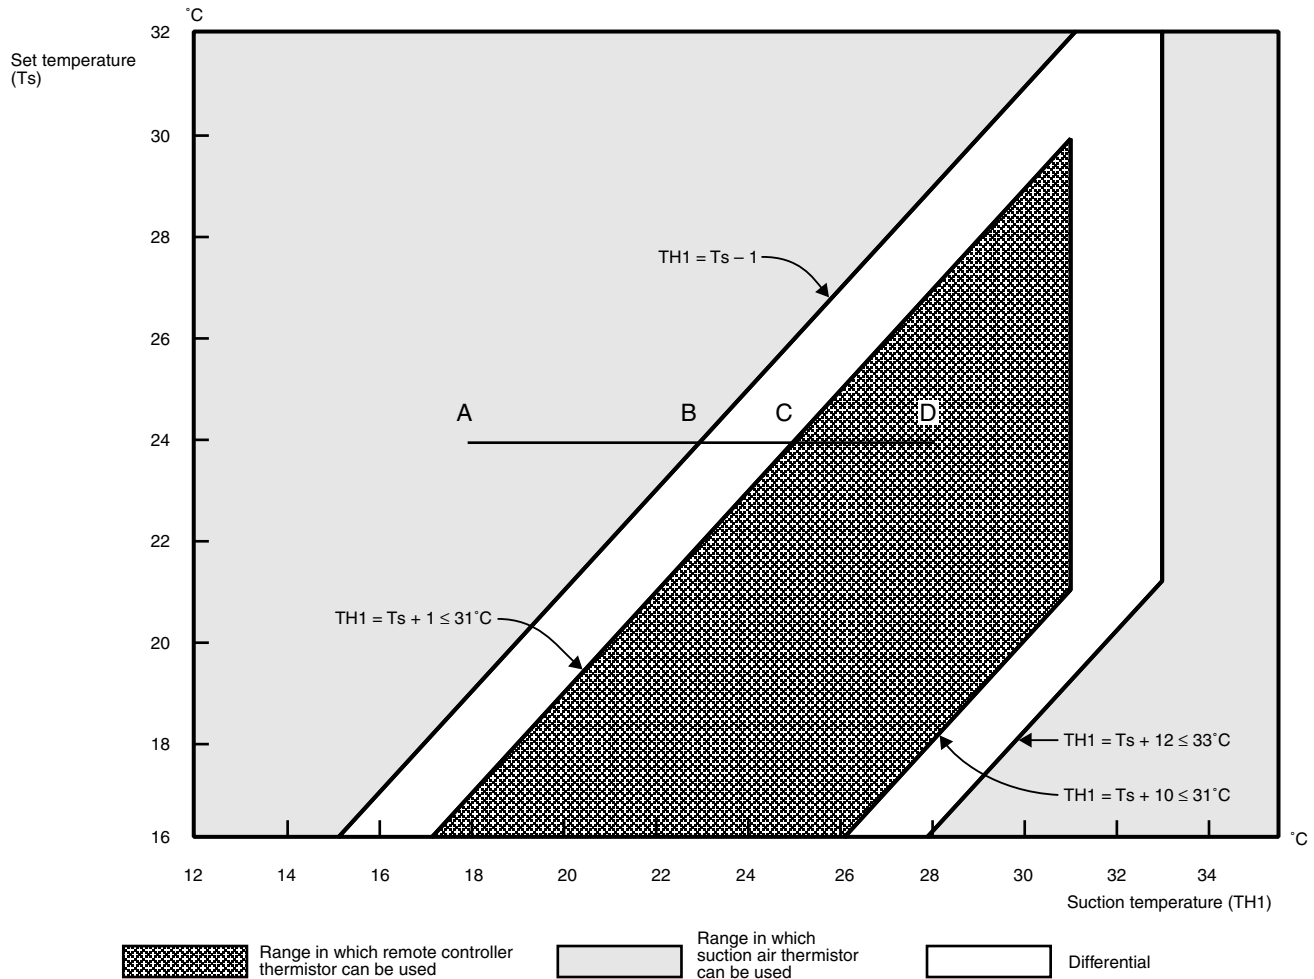 ˚C
32
Set temperature
(Ts)
30
28
TH1 = Ts – 1
26
A
B
C
D
24
22
TH1 = Ts + 1 ≤ 31˚C
20
18
TH1 = Ts + 12 ≤ 33˚C
TH1 = Ts + 10 ≤ 31˚C
16
˚C
12 14 16 18 20 22 24 26 28 30 32 34
Suction temperature (TH1)
Range in which remote controller
thermistor can be used
Range in which
suction air thermistor
can be used
Differential